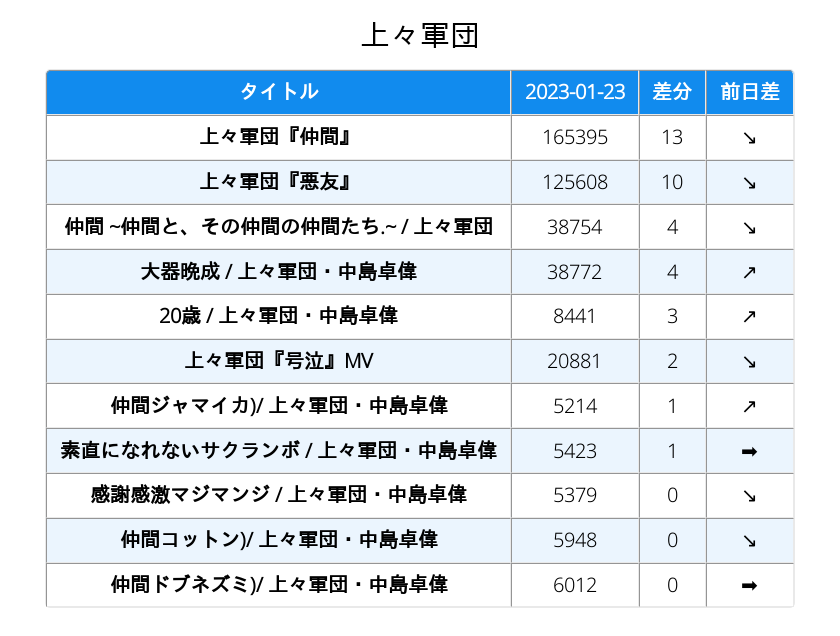 上々軍団
タイトル 2023-01-23 差分 前日差
上々軍団『仲間』 165395 13 ↘
上々軍団『悪友』 125608 10 ↘
仲間 ~仲間と、その仲間の仲間たち.~ / 上々軍団 38754 4 ↘
大器晩成 / 上々軍団・中島卓偉 38772 4 ↗
20歳 / 上々軍団・中島卓偉 8441 3 ↗
上々軍団『号泣』MV 20881 2 ↘
仲間ジャマイカ)/ 上々軍団・中島卓偉 5214 1 ↗
素直になれないサクランボ / 上々軍団・中島卓偉 5423 1 ➡
感謝感激マジマンジ / 上々軍団・中島卓偉 5379 0 ↘
仲間コットン)/ 上々軍団・中島卓偉 5948 0 ↘
仲間ドブネズミ)/ 上々軍団・中島卓偉 6012 0 ➡